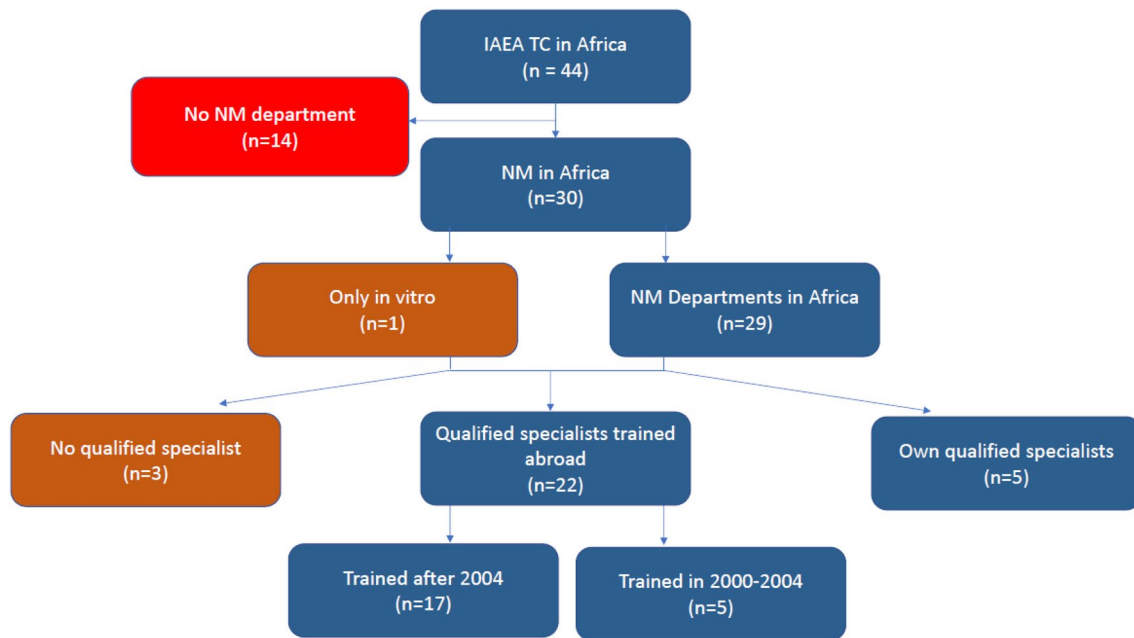 IAEA TC in Africa
(n = 44)
No NM department
(n=14)
NM in Africa
(n=30)
Only in vitro
(n=1)
NM Departments in Africa
(n=29)
No qualified specialist
(n=3)
Qualified specialists trained
abroad
(n=22)
Own qualified specialists
(n=5)
Trained after 2004
(n=17)
Trained in 2000-2004
(n=5)